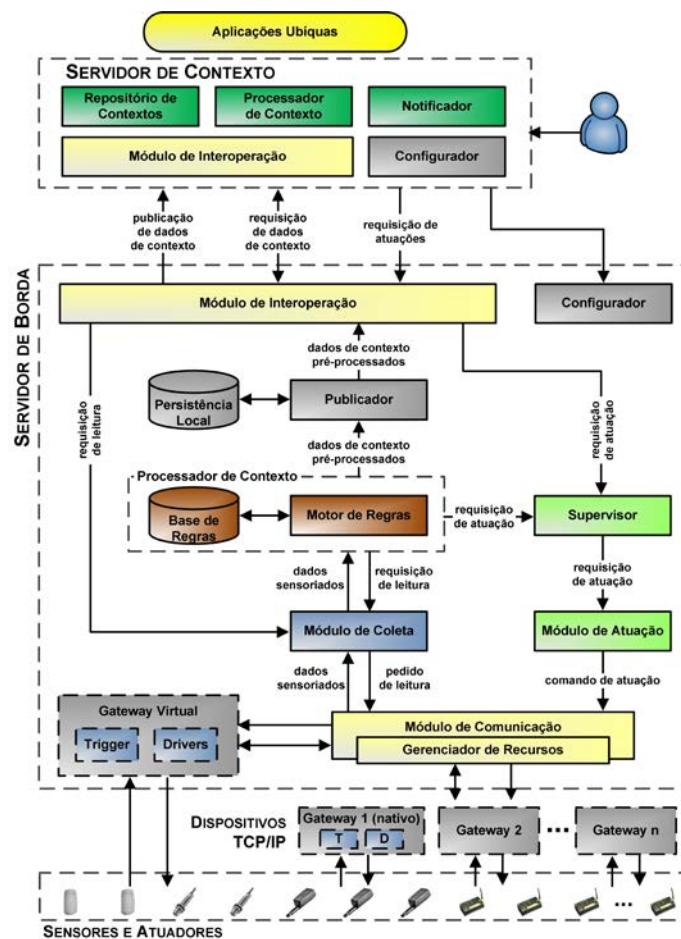 Aplicações Ubíquas
SERVIDOR DE CONTEXTO
Repositório de
Contextos
Processador
de Contexto
Notificador
Módulo de Interoperação
Configurador
publicação
de dados
de contexto
requisição
de dados
de contexto
requisição de
atuações
SERVIDOR DE BORDA
Módulo de Interoperação
Configurador
dados de contexto
pré-processados
Persistência
Local
Publicador
requisição
de leitura
requisição
de atuação
dados de contexto
pré-processados
Processador de Contexto
Base de
Regras
Motor de Regras
requisição
de atuação
Supervisor
dados
sensoriados
requisição
de leitura
requisição
de atuação
Módulo de Coleta
Módulo de Atuação
dados
sensoriados
pedido
de leitura
comando de atuação
Gateway Virtual
Trigger
Drivers
Módulo de Comunicação
Gerenciador de Recursos
DISPOSITIVOS
TCP/IP
Gateway 1 (nativo)
T
D
Gateway 2
...
Gateway n
...
SENSORES E ATUADORES